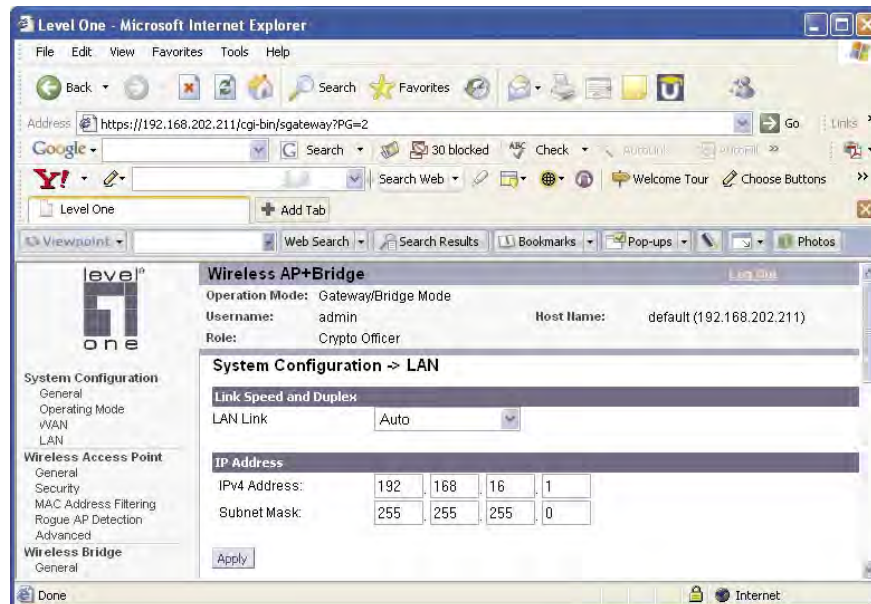 Level One - Microsoft Internet Explorer
File Edit View Favorites Tools Help
Back Search Favorites
Address https://192.168.202.211/cgi-bin/sgateway?PG=2 Go Links »
Google Search 30 blocked ABC Check AutoLink AutoFill »
Y! Search Web Welcome Tour Choose Buttons »
Level One Add Tab
Viewpoint Web Search Search Results Bookmarks Pop-ups Photos
level one
Wireless AP+Bridge Log Out
Operation Mode: Gateway/Bridge Mode
Username: admin Host Name: default (192.168.202.211)
Role: Crypto Officer
System Configuration
General
Operating Mode
WAN
LAN
Wireless Access Point
General
Security
MAC Address Filtering
Rogue AP Detection
Advanced
Wireless Bridge
General
System Configuration -> LAN
Link Speed and Duplex
LAN Link Auto
IP Address
IPv4 Address: 192 . 168 . 16 . 1
Subnet Mask: 255 . 255 . 255 . 0
Apply
Done Internet